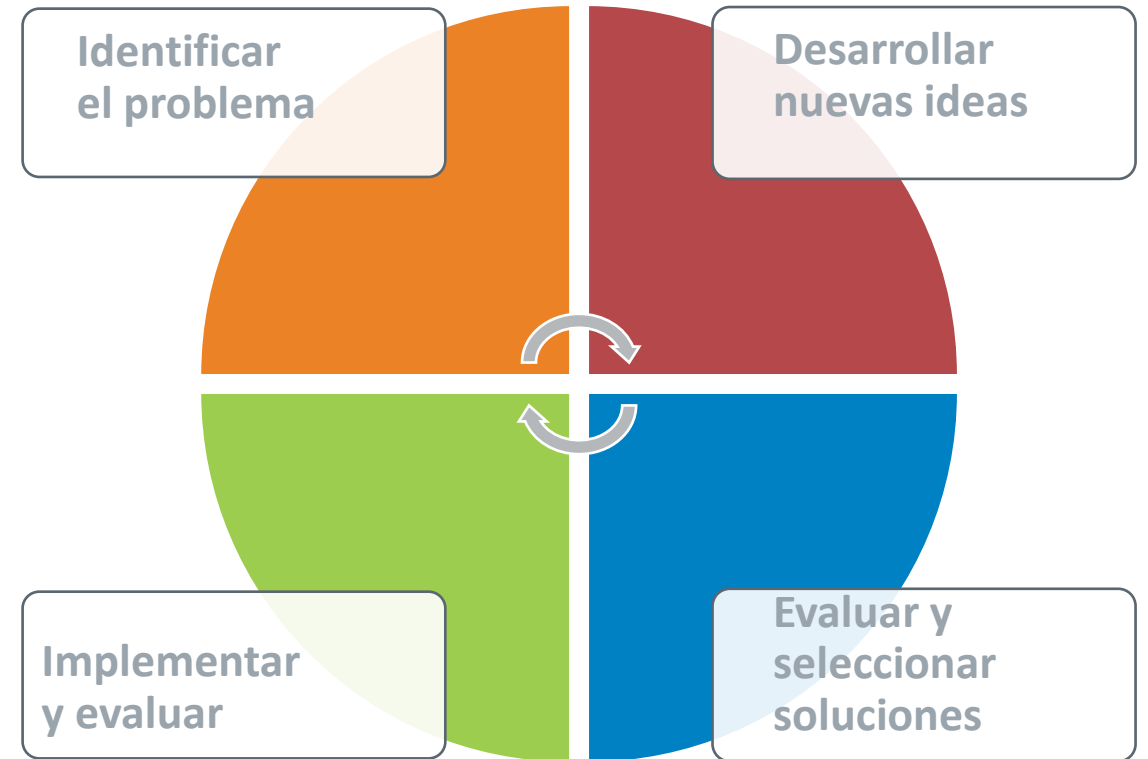 Identificar
el problema
Desarrollar
nuevas ideas
Implementar
y evaluar
Evaluar y
seleccionar
soluciones